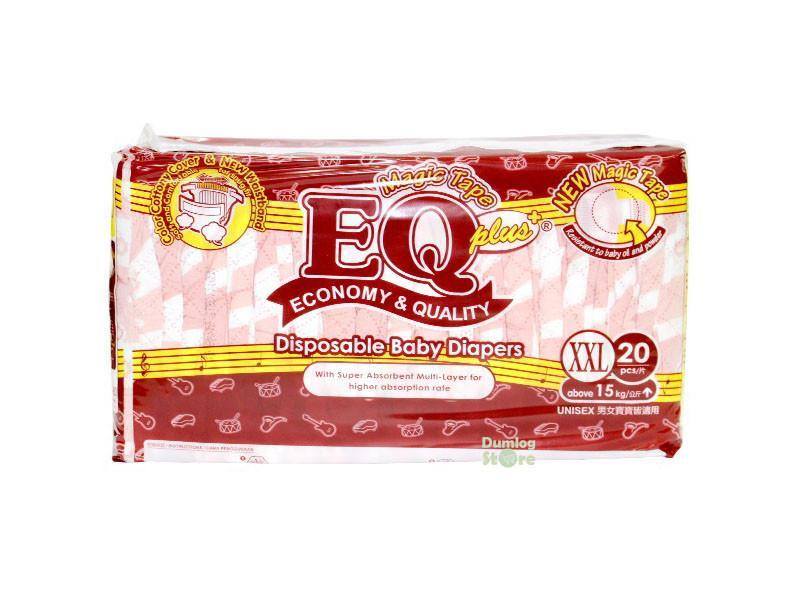 Color Cottony Cover & NEW Waistband
Magic Tape
EQ
plus+®
ECONOMY & QUALITY
Disposable Baby Diapers
With Super Absorbent Multi-Layer for
higher absorption rate
NEW Magic Tape
Resistant to baby oil and powder
XXL
20
pcs/片
above 15 kg/公斤
UNISEX 男女寶寶皆適用
Dumlog
Store